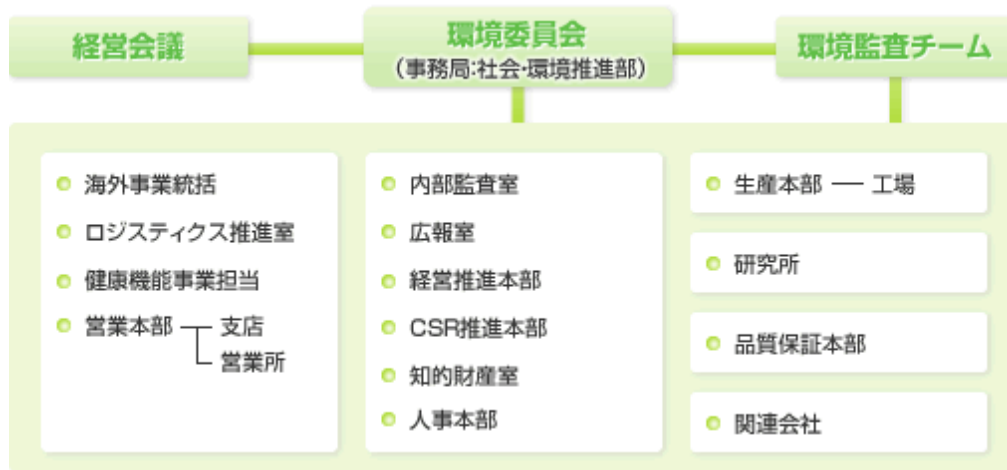 経営会議
環境委員会
（事務局：社会・環境推進部）
環境監査チーム
海外事業統括
ロジスティクス推進室
健康機能事業担当
営業本部
支店
営業所
内部監査室
広報室
経営推進本部
CSR推進本部
知的財産室
人事本部
生産本部 ― 工場
研究所
品質保証本部
関連会社